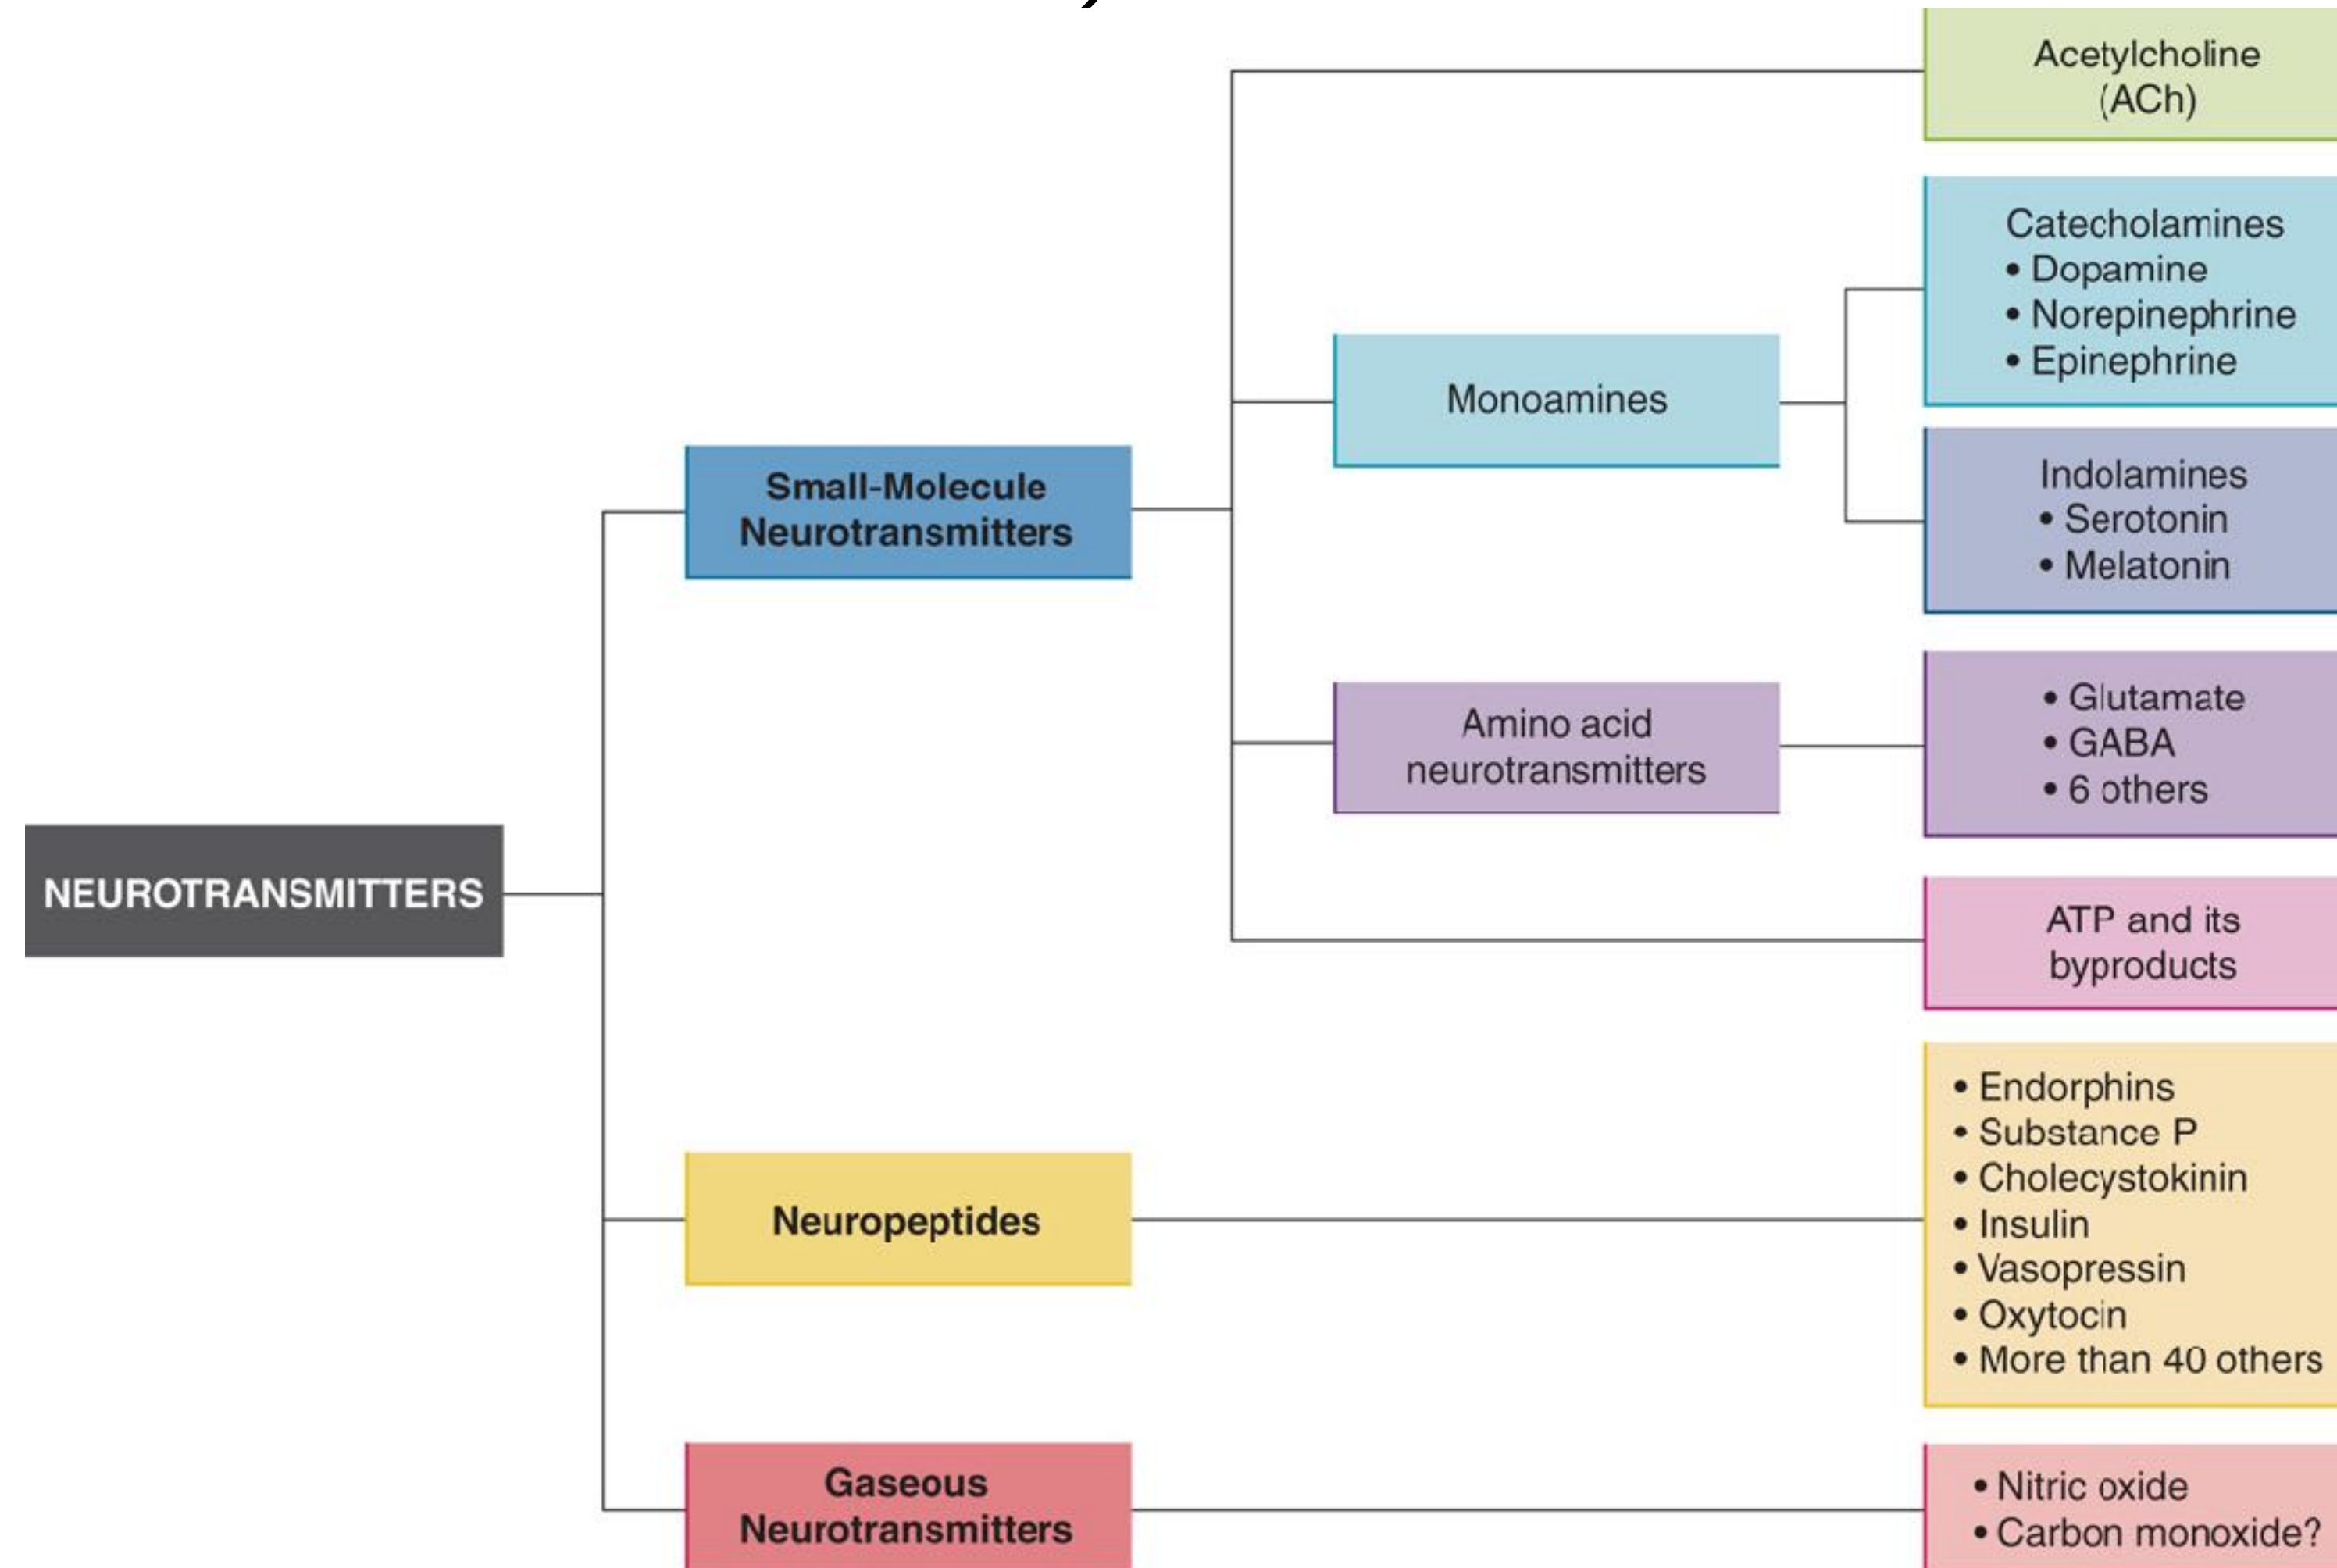 Acetylcholine
(ACh)
Catecholamines
• Dopamine
• Norepinephrine
• Epinephrine
Monoamines
Indolamines
• Serotonin
• Melatonin
Small-Molecule
Neurotransmitters
Amino acid
neurotransmitters
• Glutamate
• GABA
• 6 others
NEUROTRANSMITTERS
ATP and its
byproducts
Neuropeptides
• Endorphins
• Substance P
• Cholecystokinin
• Insulin
• Vasopressin
• Oxytocin
• More than 40 others
Gaseous
Neurotransmitters
• Nitric oxide
• Carbon monoxide?